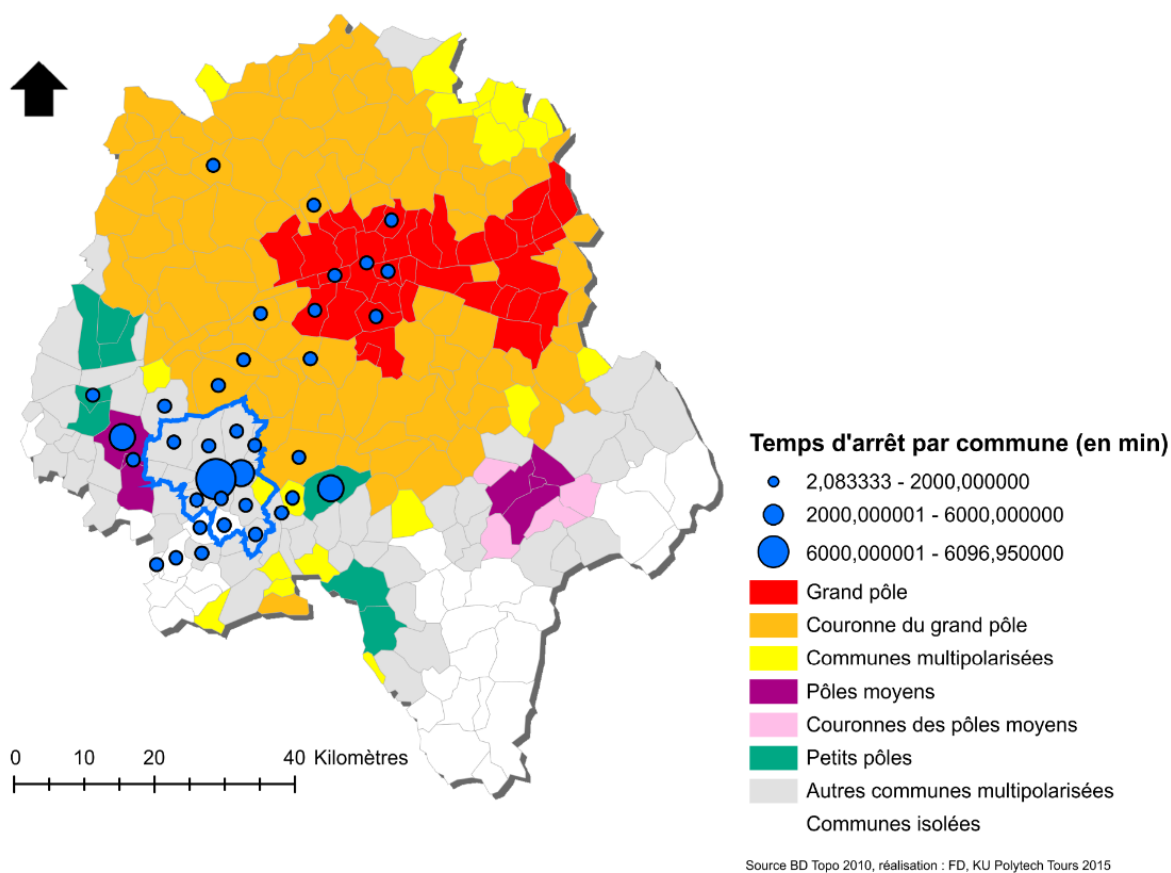 Temps d'arrêt par commune (en min)
2,083333 - 2000,000000
2000,000001 - 6000,000000
6000,000001 - 6096,950000
Grand pôle
Couronne du grand pôle
Communes multipolarisées
Pôles moyens
Couronnes des pôles moyens
Petits pôles
Autres communes multipolarisées
Communes isolées
0 10 20 40 Kilomètres
Source BD Topo 2010, réalisation : FD, KU Polytech Tours 2015